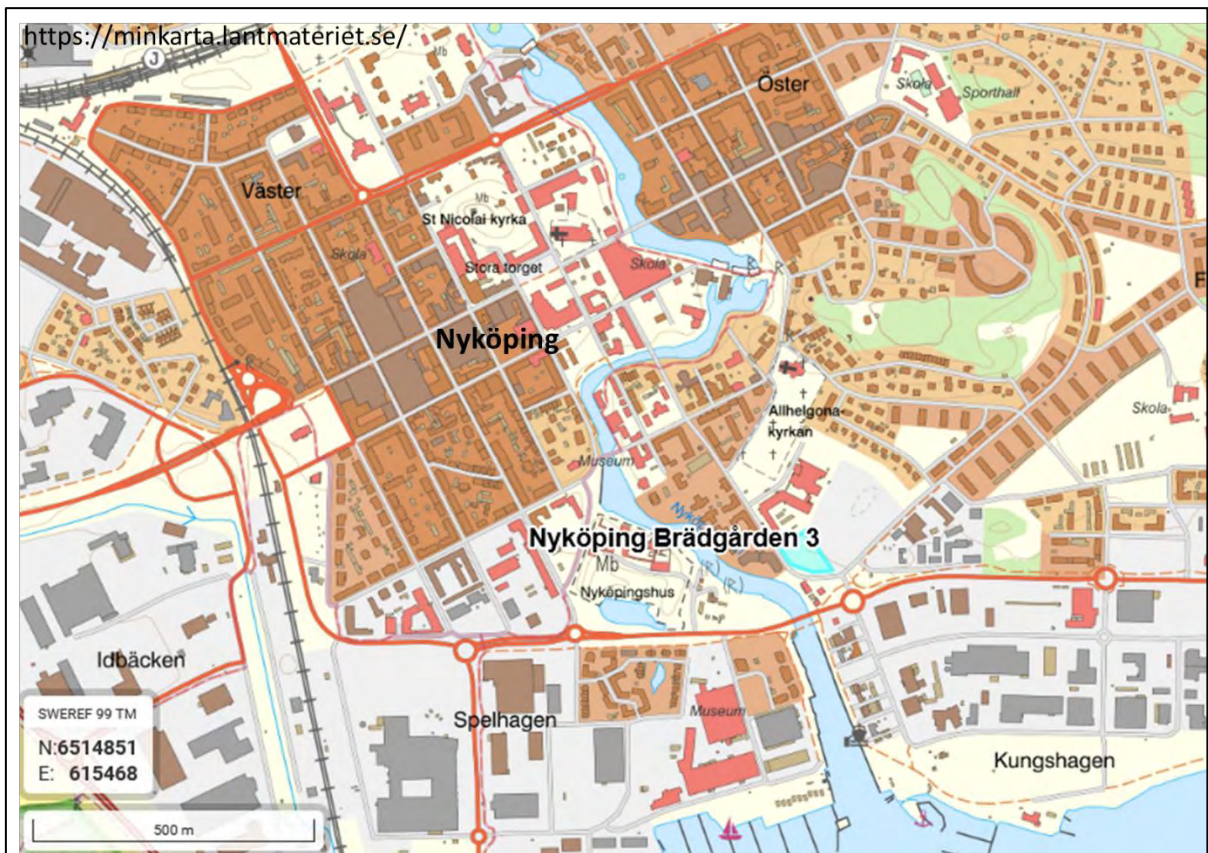 https://minkarta.lantmateriet.se/
J
Mb
Öster
Skola
Sporthall
Väster
Mb
St Nicolai kyrka
Skola
Stora torget
Skola
R
Nyköping
R
R
Allhelgona-
kyrkan
Skola
Museum
Nyköping Brädgården 3
Mb
(R)
(R)
Nyköpingshus
Idbäcken
SWEREF 99 TM
Spelhagen
Museum
N:6514851
E: 615468
Kungshagen
500 m